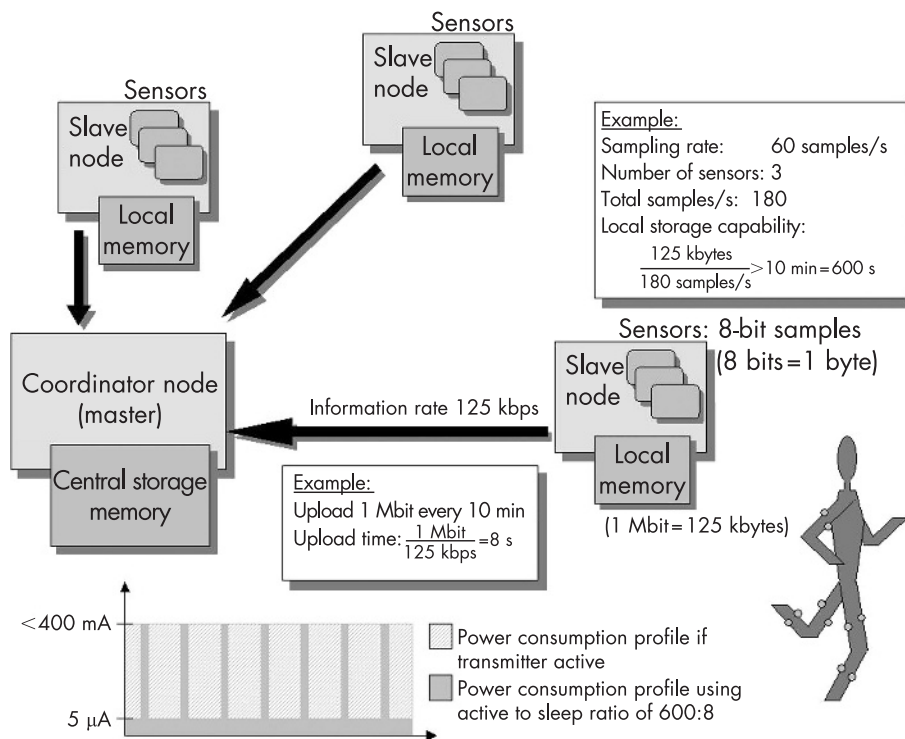 Sensors
Slave
node
Local
memory
Sensors
Slave
node
Local
memory
Example:
Sampling rate: 60 samples/s
Number of sensors: 3
Total samples/s: 180
Local storage capability:
125 kbytes
180 samples/s >10 min=600 s
Sensors: 8-bit samples
(8 bits=1 byte)
Slave
node
Local
memory
(1 Mbit=125 kbytes)
Coordinator node
(master)
Central storage
memory
Information rate 125 kbps
Example:
Upload 1 Mbit every 10 min
Upload time: 1 Mbit
125 kbps =8 s
<400 mA
5 µA
Power consumption profile if
transmitter active
Power consumption profile using
active to sleep ratio of 600:8